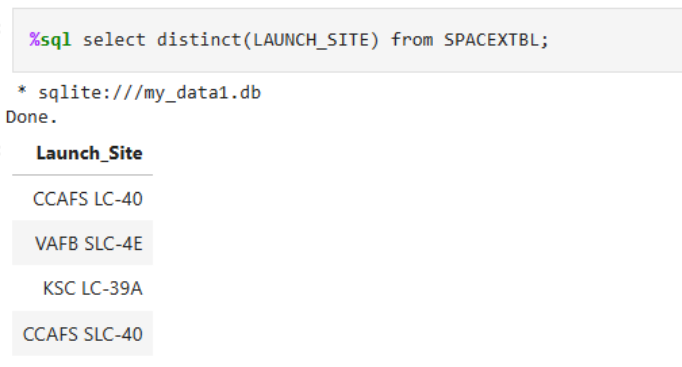 %sql select distinct(LAUNCH_SITE) from SPACEXTBL;
* sqlite:///my_data1.db
Done.
Launch_Site
CCAFS LC-40
VAFB SLC-4E
KSC LC-39A
CCAFS SLC-40